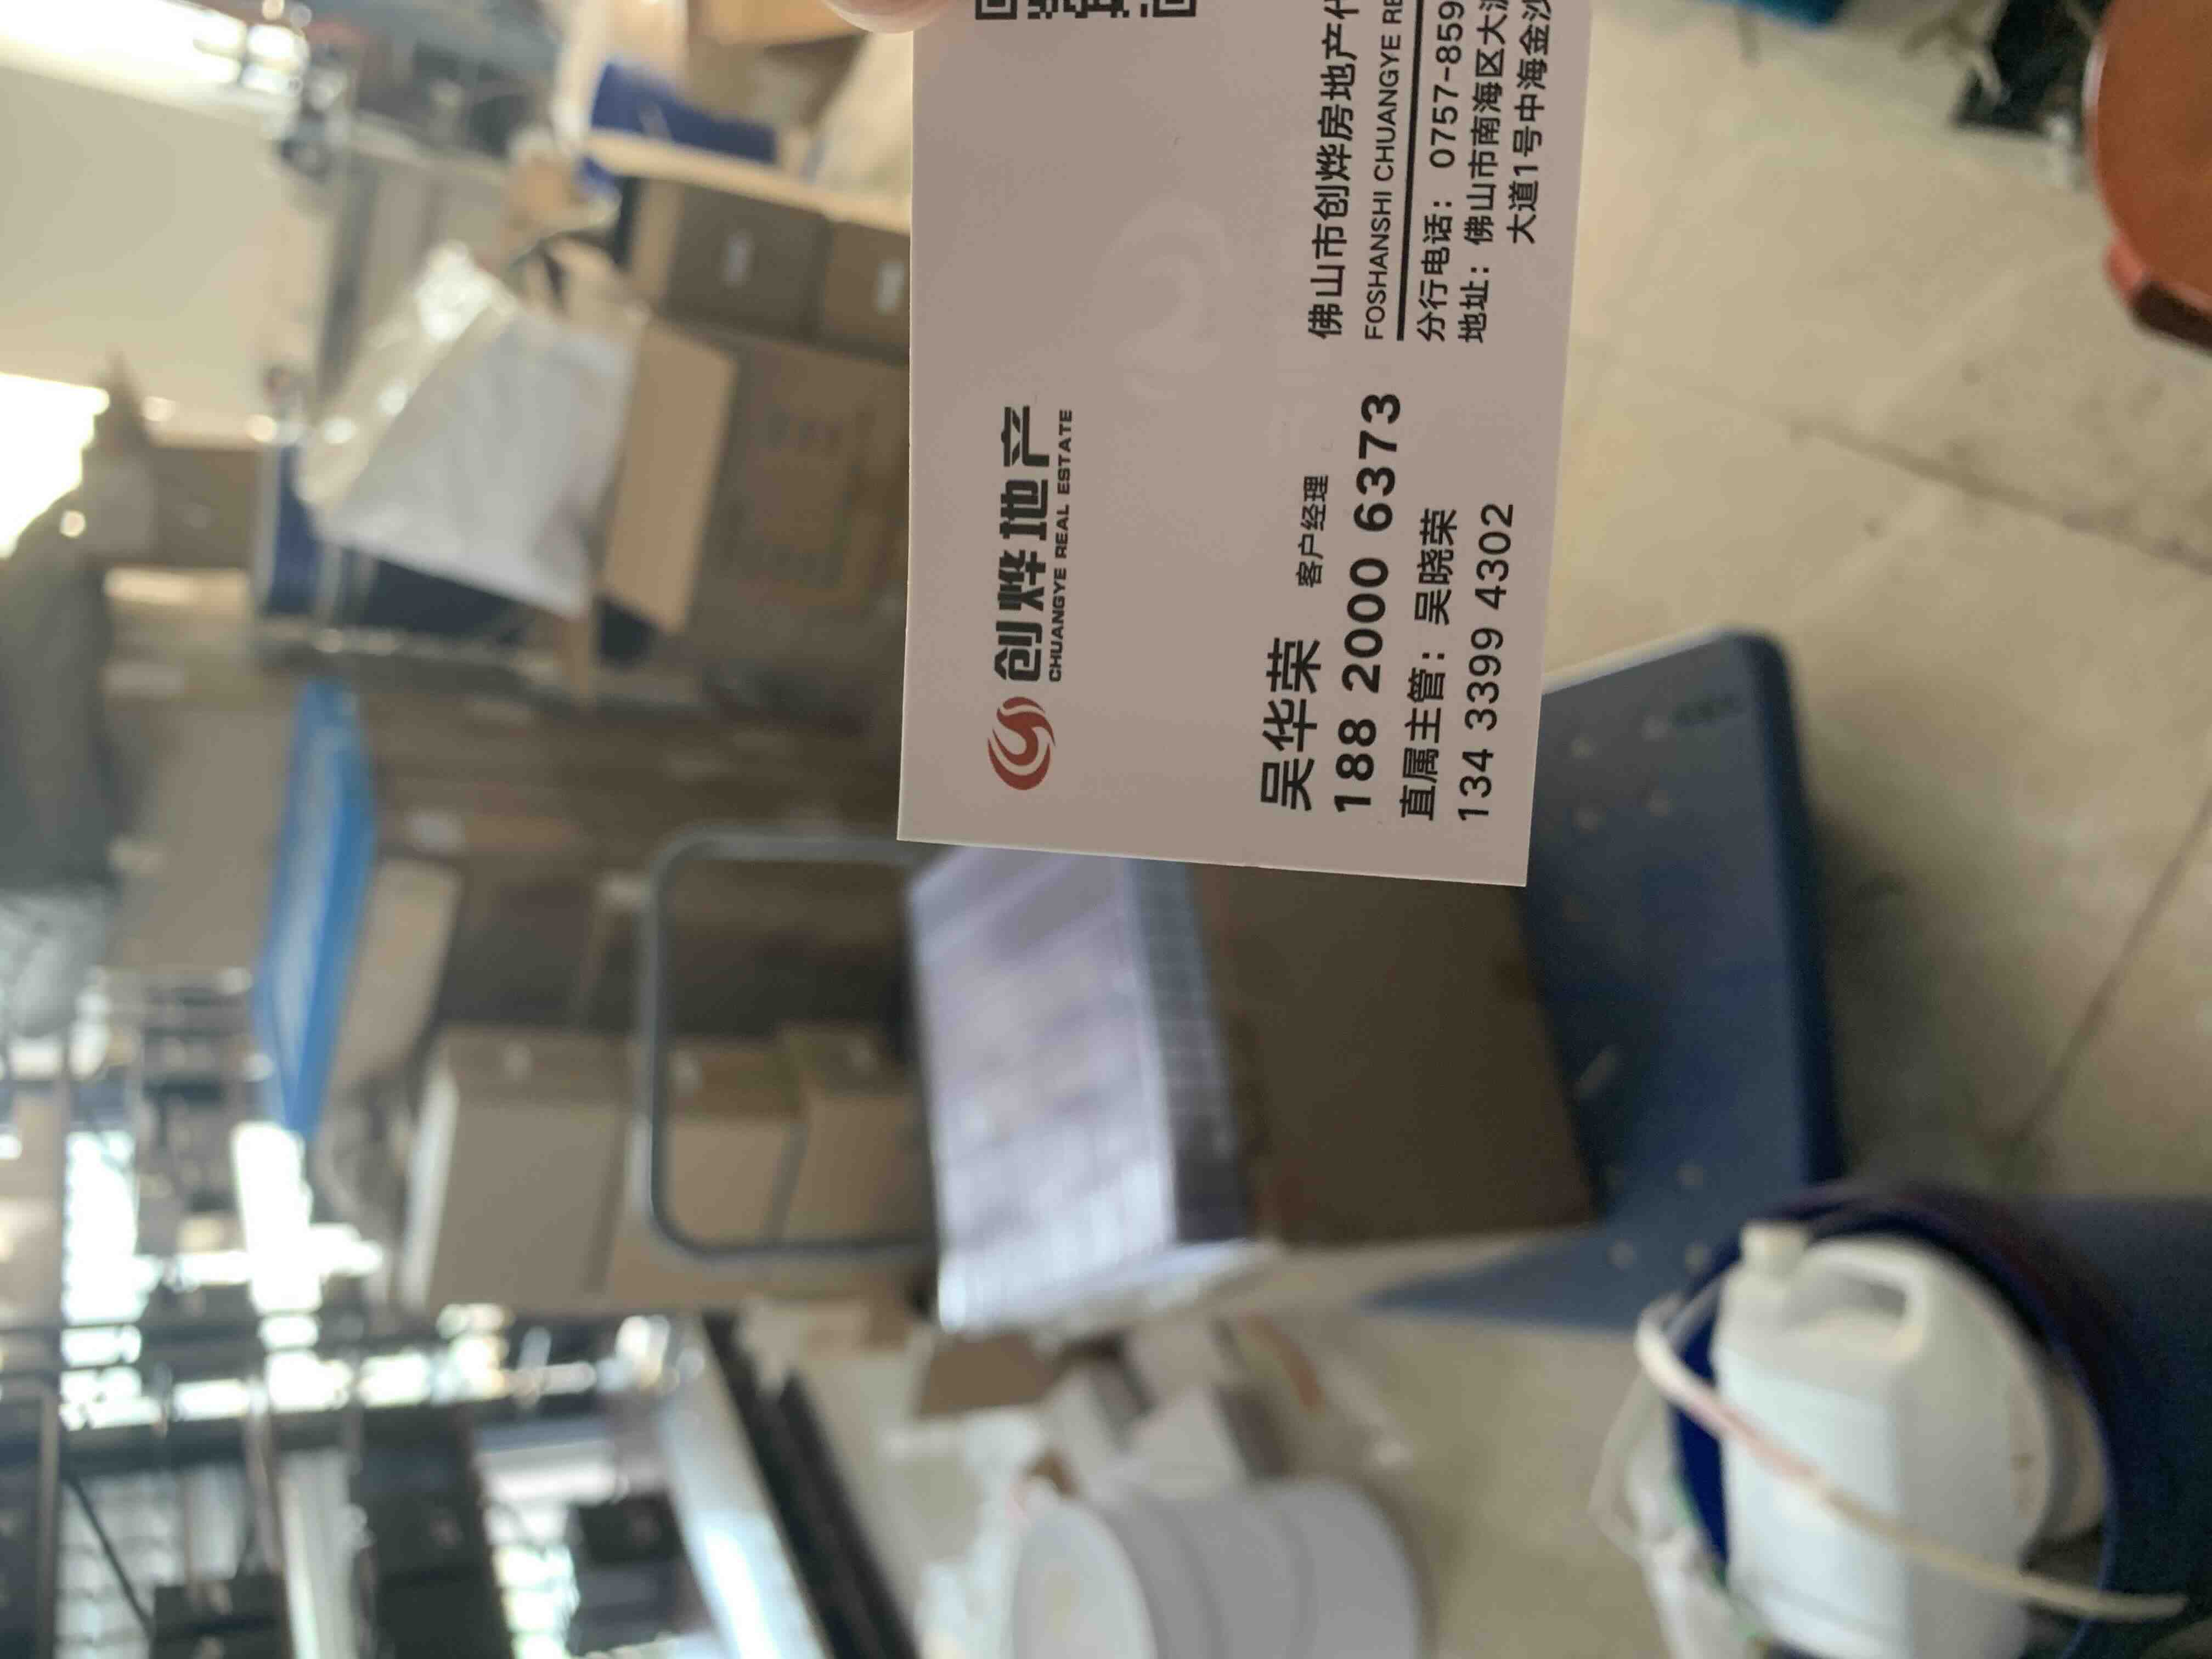 创烨地产
CHUANGYE REAL ESTATE
吴华荣 客户经理
188 2000 6373
直属主管：吴晓荣
134 3399 4302
佛山市创烨房地产代
FOSHANSHI CHUANGYE RE
分行电话：0757-859
地址：佛山市南海区大沥
大道1号中海金沙